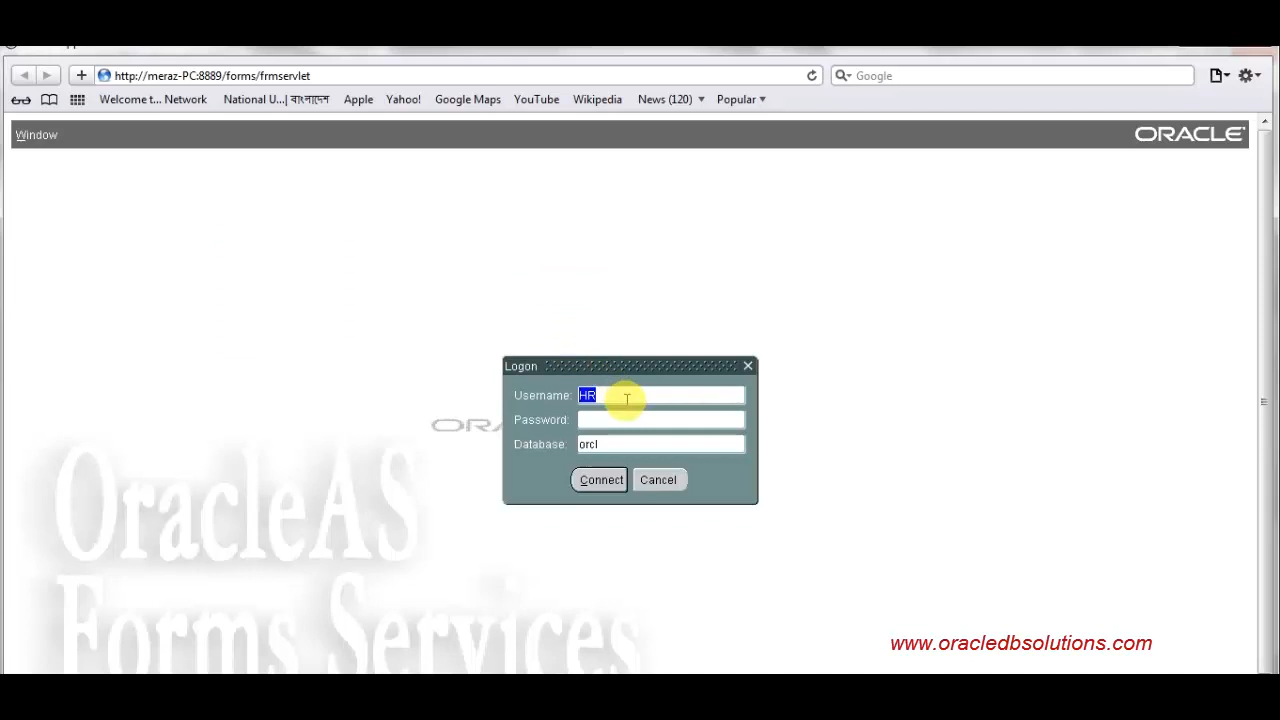 http://meraz-PC:8889/forms/frmservlet
Google
Welcome t... Network
National U...| বাংলাদেশ
Apple
Yahoo!
Google Maps
YouTube
Wikipedia
News (120)
Popular
Window
ORACLE
Logon
Username: HR
Password:
Database: orcl
Connect
Cancel
OracleAS
Forms Services
www.oracledbsolutions.com